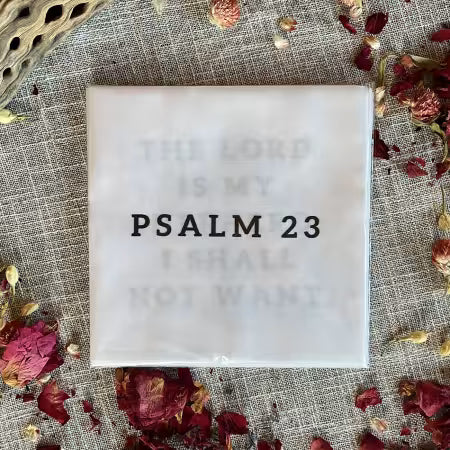 THE LORD
IS MY
PSALM 23
I SHALL
NOT WANT